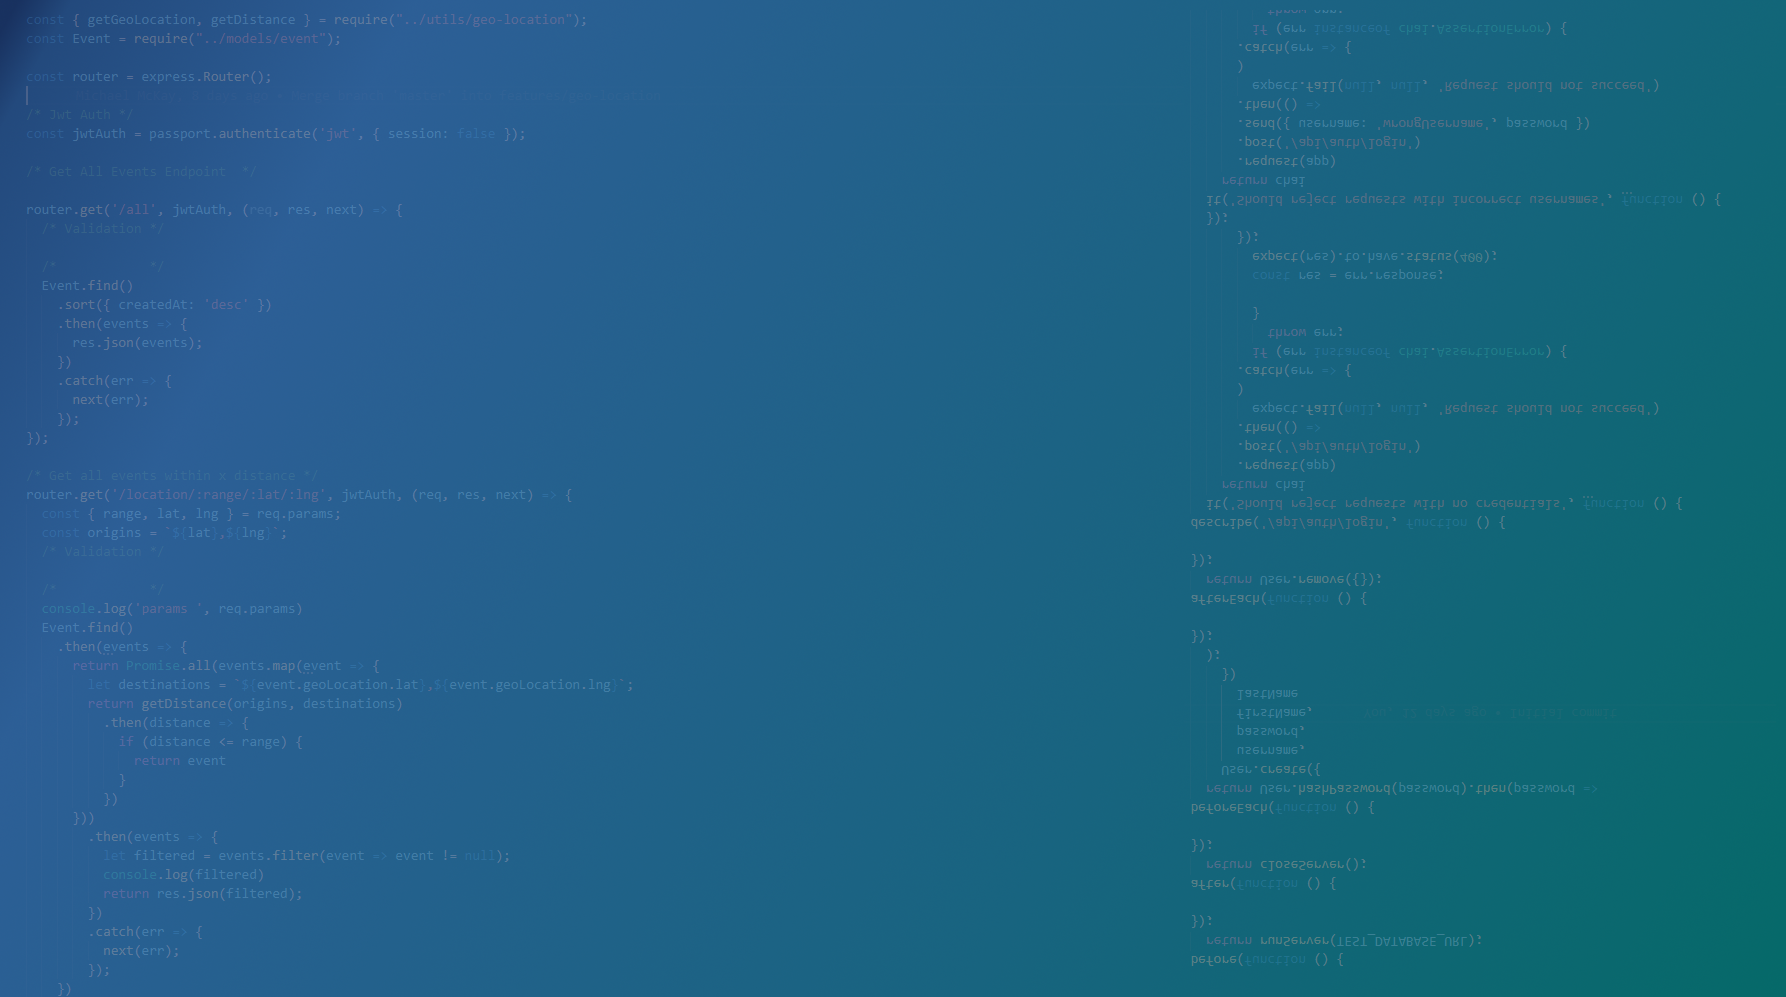 const { getGeoLocation, getDistance } = require("../utils/geo-location");
const Event = require("../models/event");
const router = express.Router();
/* Jwt Auth */
const jwtAuth = passport.authenticate('jwt', { session: false });
/* Get All Events Endpoint  */
router.get('/all', jwtAuth, (req, res, next) => {
  /* Validation */
  /*            */
  Event.find()
    .sort({ createdAt: 'desc' })
    .then(events => {
      res.json(events);
    })
    .catch(err => {
      next(err);
    });
});
/* Get all events within x distance */
router.get('/location/:range/:lat/:lng', jwtAuth, (req, res, next) => {
  const { range, lat, lng } = req.params;
  const origins = `${lat},${lng}`;
  /* Validation */
  /*            */
  console.log('params ', req.params)
  Event.find()
    .then(events => {
      return Promise.all(events.map(event => {
        let destinations = `${event.geoLocation.lat},${event.geoLocation.lng}`;
        return getDistance(origins, destinations)
          .then(distance => {
            if (distance <= range) {
              return event
            }
          })
      }))
        .then(events => {
          let filtered = events.filter(event => event != null);
          console.log(filtered)
          return res.json(filtered);
        })
        .catch(err => {
          next(err);
        });
    })
before(function () {
  return runServer(TEST_DATABASE_URL);
});
after(function () {
  return closeServer();
});
beforeEach(function () {
  return User.hashPassword(password).then(password =>
    User.create({
      username,
      password,
      firstName,
      lastName
    })
  );
});
afterEach(function () {
  return User.remove({});
});
describe('/api/auth/login', function () {
  it('Should reject requests with no credentials', function () {
    return chai
      .request(app)
      .post('/api/auth/login')
      .then(() =>
        expect.fail(null, null, 'Request should not succeed')
      )
      .catch(err => {
        if (err instanceof chai.AssertionError) {
          throw err;
        }
        const res = err.response;
        expect(res).to.have.status(400);
      });
  });
  it('Should reject requests with incorrect usernames', function () {
    return chai
      .request(app)
      .post('/api/auth/login')
      .send({ username: 'wrongUsername', password })
      .then(() =>
        expect.fail(null, null, 'Request should not succeed')
      )
      .catch(err => {
        if (err instanceof chai.AssertionError) {
          throw err;